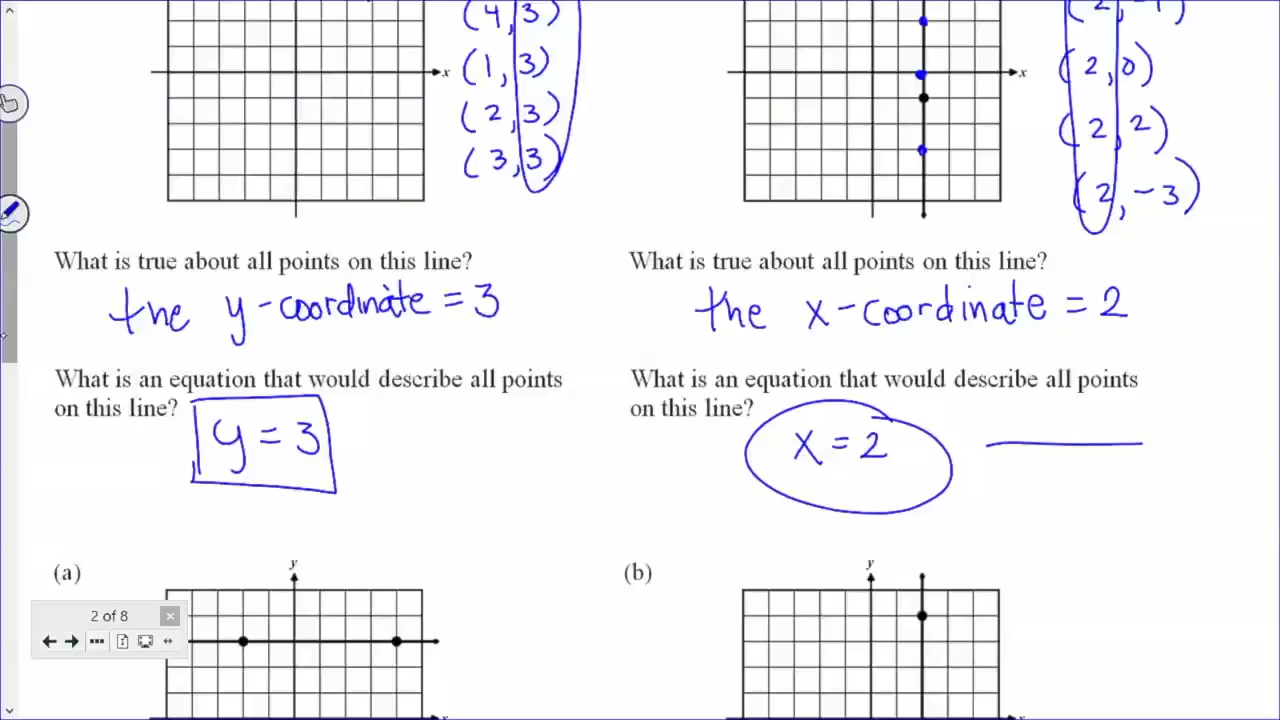 (4, 3)
(1, 3)
(2, 3)
(3, 3)
x
(2, -1)
(2, 0)
(2, 2)
(2, -3)
x
What is true about all points on this line?
the y-coordinate = 3
What is an equation that would describe all points
on this line?
y = 3
What is true about all points on this line?
the x-coordinate = 2
What is an equation that would describe all points
on this line?
x = 2
(a)
y
(b)
y
2 of 8